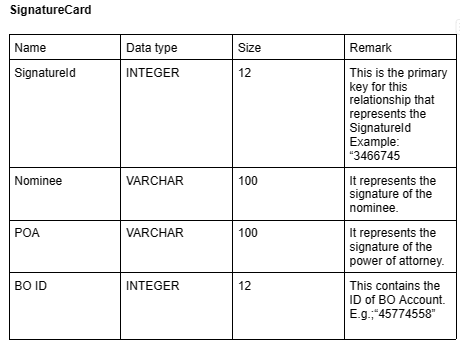 SignatureCard
Name Data type Size Remark
SignatureId INTEGER 12 This is the primary
key for this
relationship that
represents the
SignatureId
Example:
“3466745
Nominee VARCHAR 100 It represents the
signature of the
nominee.
POA VARCHAR 100 It represents the
signature of the
power of attorney.
BO ID INTEGER 12 This contains the
ID of BO Account.
E.g.;“45774558”